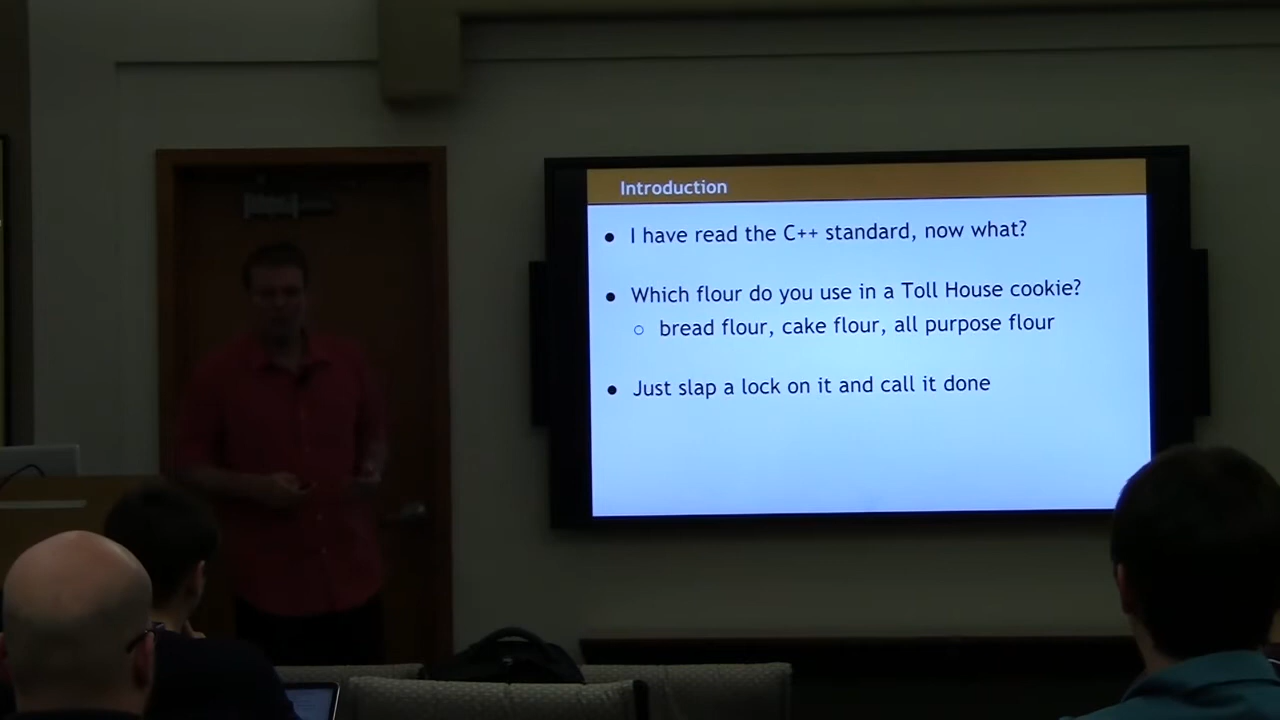 Introduction
● I have read the C++ standard, now what?
● Which flour do you use in a Toll House cookie?
○ bread flour, cake flour, all purpose flour
● Just slap a lock on it and call it done